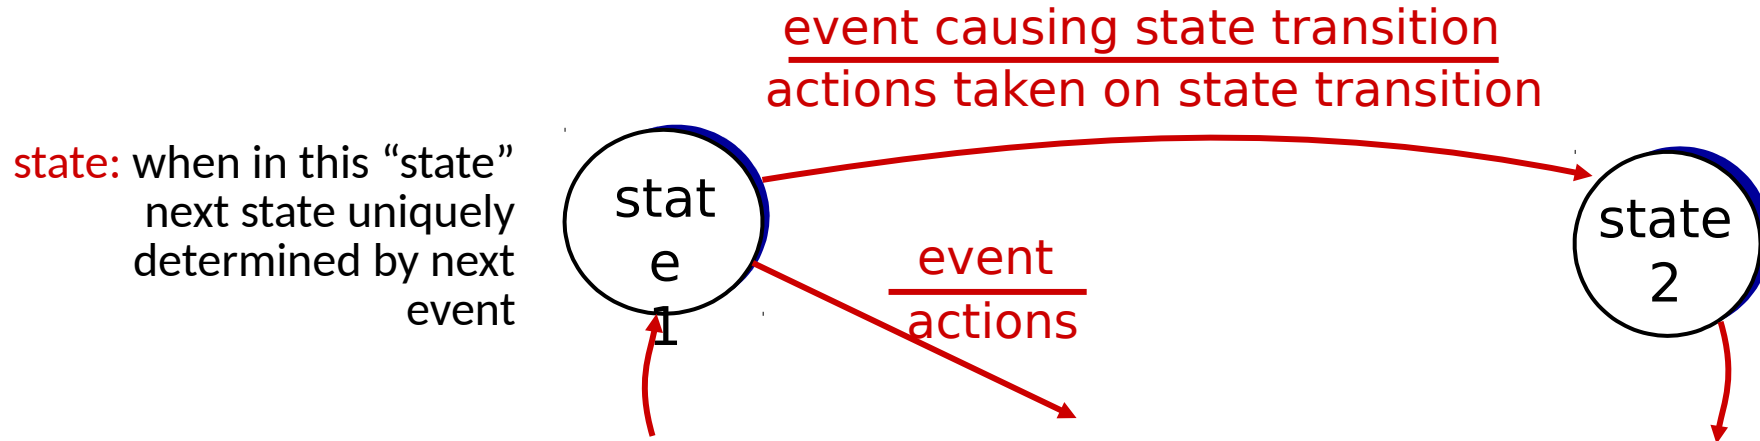 event causing state transition
actions taken on state transition
state: when in this “state”
next state uniquely
determined by next
event
stat
e
1
event
actions
state
2